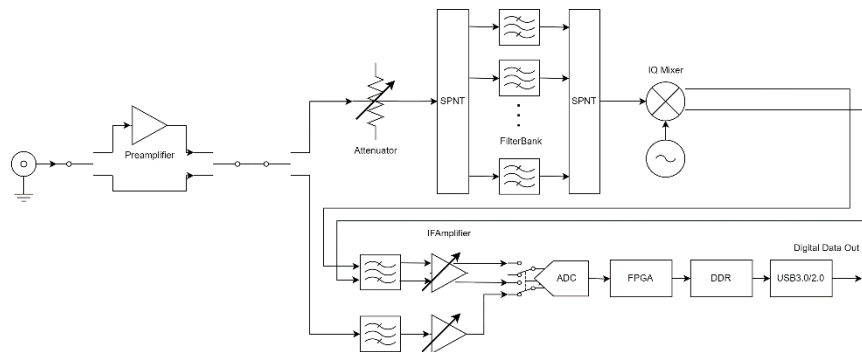 IQ Mixer
SPNT
SPNT
Preamplifier
Attenuator
FilterBank
IFAmplifier
Digital Data Out
ADC
FPGA
DDR
USB3.0/2.0